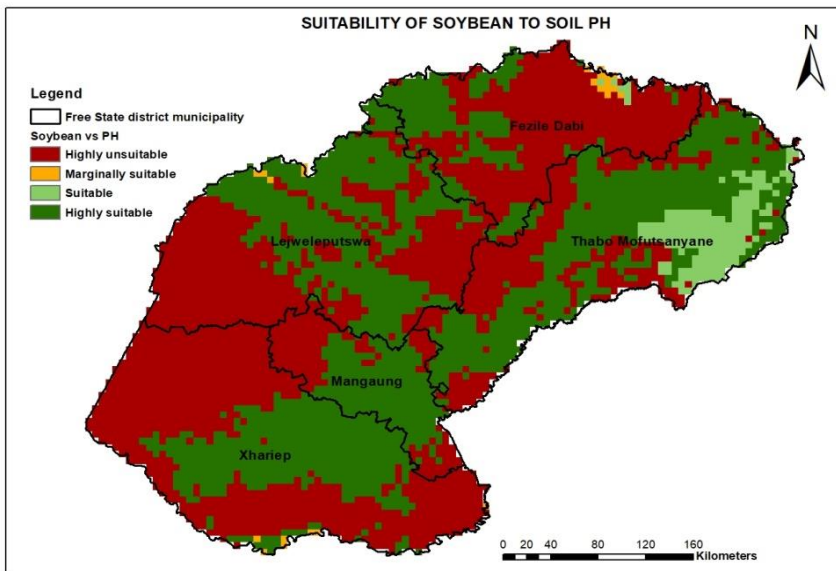 SUITABILITY OF SOYBEAN TO SOIL PH
N
Legend
Free State district municipality
Soybean vs PH
Highly unsuitable
Marginally suitable
Suitable
Highly suitable
Fezile Dabi
Lejweleputswa
Thabo Mofutsanyane
Mangaung
Xhariep
0 20 40 80 120 160
Kilometers